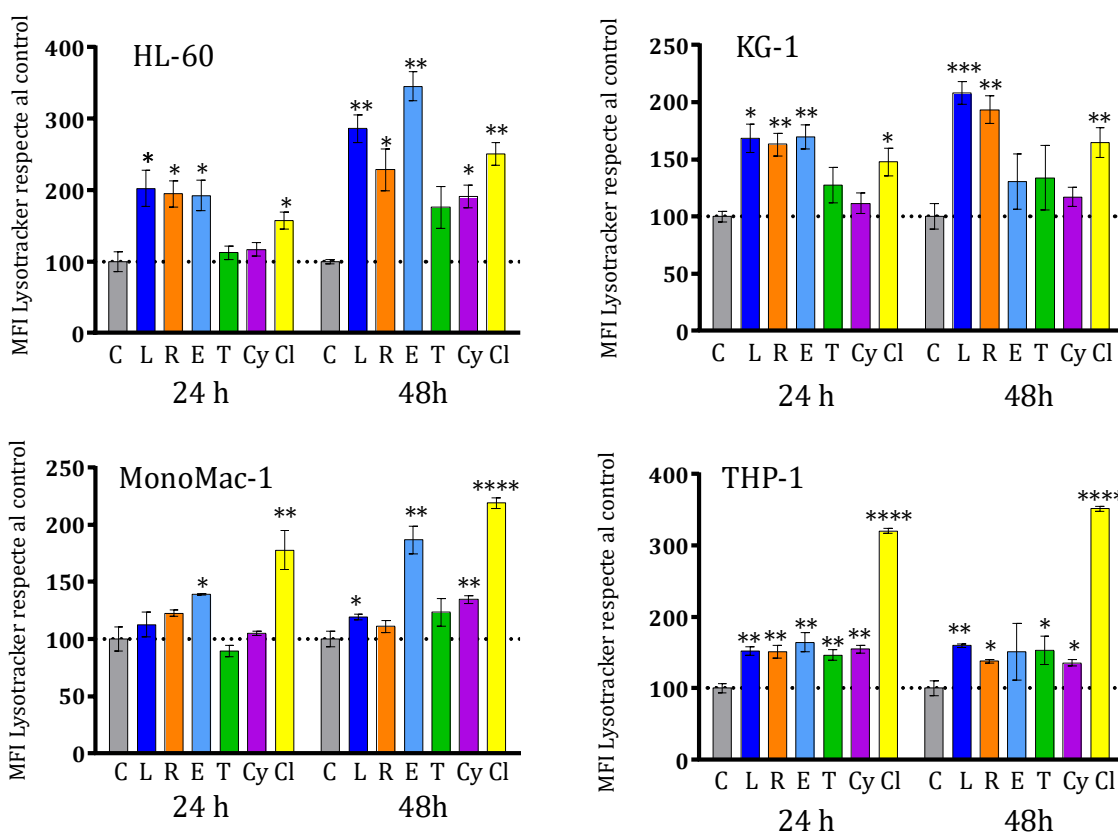 HL-60
MFI Lysotracker respecte al control
400
300
200
100
0
* * * * ** * ** * **
C L R E T Cy Cl C L R E T Cy Cl
24 h 48h
KG-1
MFI Lysotracker respecte al control
250
200
150
100
50
0
* ** ** * *** ** **
C L R E T Cy Cl C L R E T Cy Cl
24 h 48h
MonoMac-1
MFI Lysotracker respecte al control
250
200
150
100
50
0
* ** * ** ** ****
C L R E T Cy Cl C L R E T Cy Cl
24 h 48h
THP-1
MFI Lysotracker respecte al control
400
300
200
100
0
** ** ** ** ** **** ** * * * ****
C L R E T Cy Cl C L R E T Cy Cl
24 h 48h